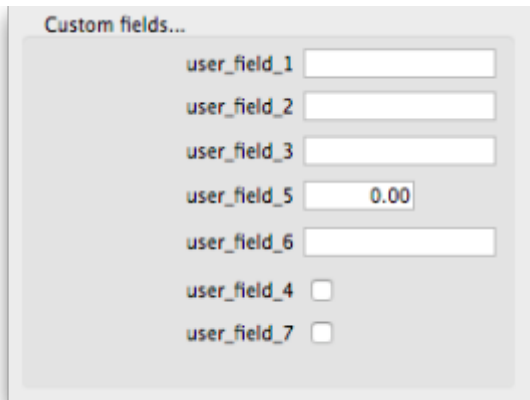 Custom fields...
user_field_1
user_field_2
user_field_3
user_field_5 0.00
user_field_6
user_field_4
user_field_7